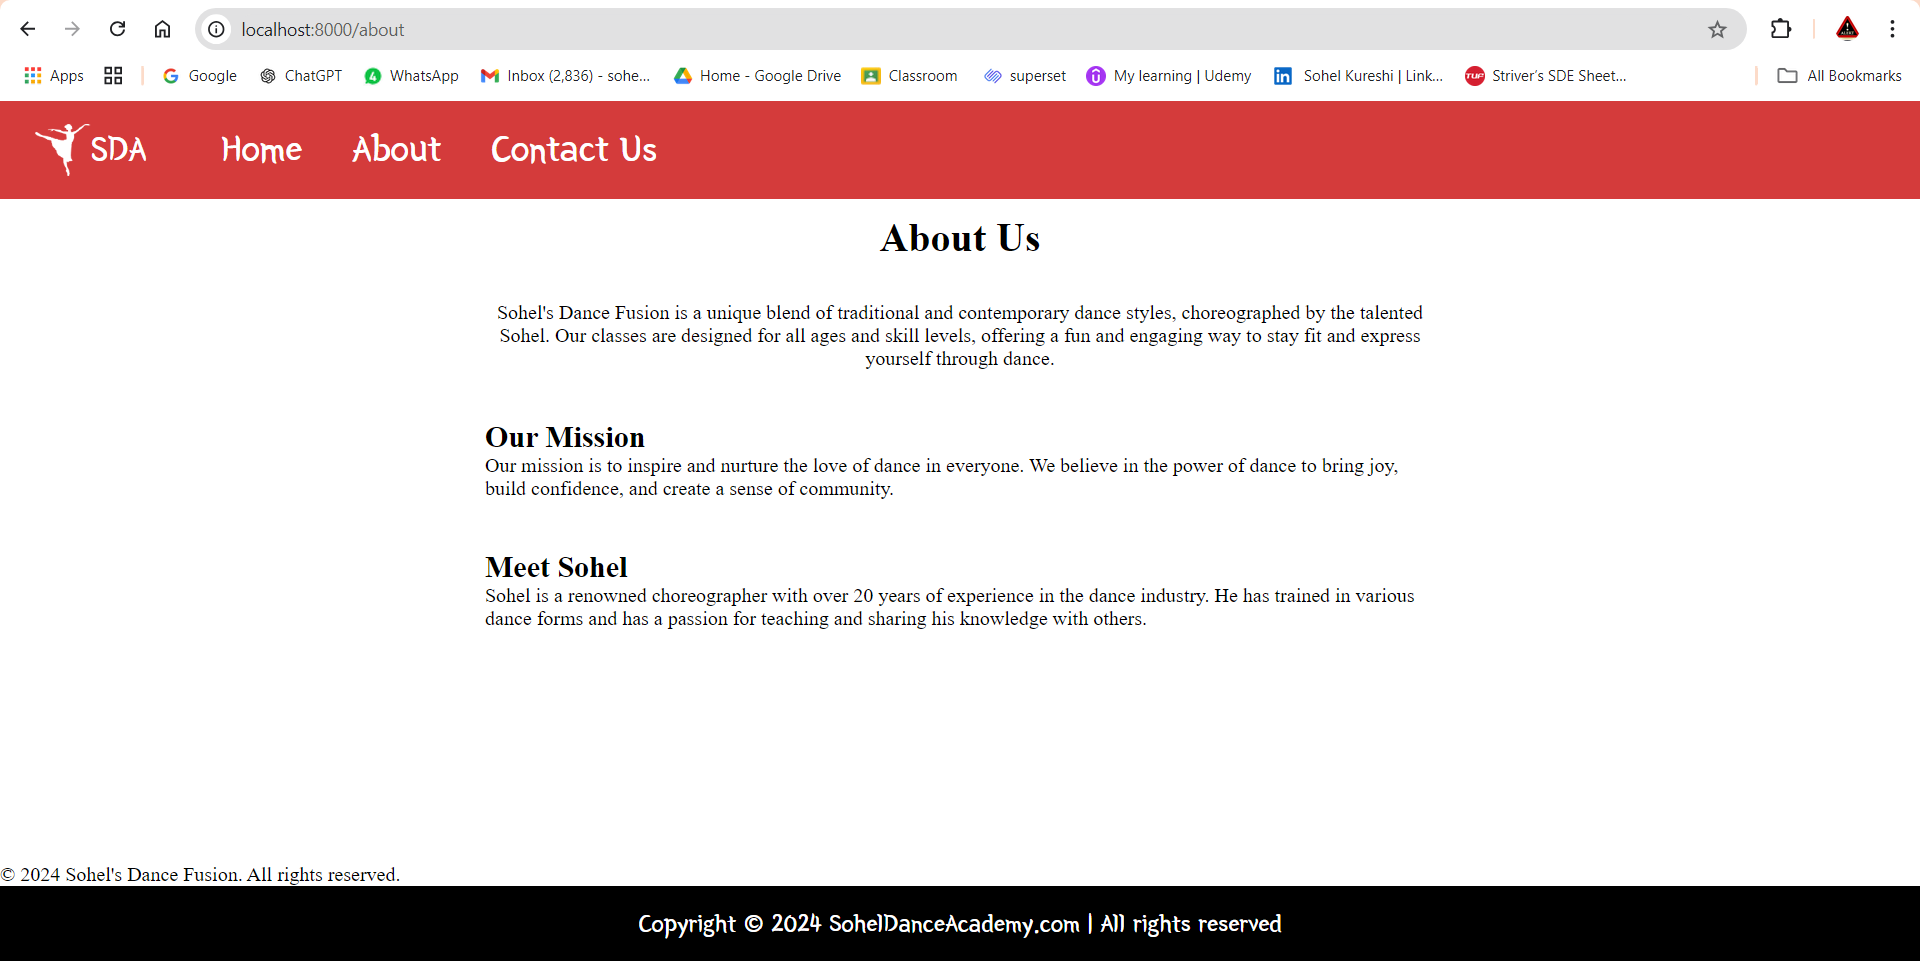 localhost:8000/about
Apps Google ChatGPT WhatsApp Inbox (2,836) - sohe... Home - Google Drive Classroom superset My learning | Udemy Sohel Kureshi | Link... Striver's SDE Sheet... All Bookmarks
SDA Home About Contact Us
About Us
Sohel's Dance Fusion is a unique blend of traditional and contemporary dance styles, choreographed by the talented
Sohel. Our classes are designed for all ages and skill levels, offering a fun and engaging way to stay fit and express
yourself through dance.
Our Mission
Our mission is to inspire and nurture the love of dance in everyone. We believe in the power of dance to bring joy,
build confidence, and create a sense of community.
Meet Sohel
Sohel is a renowned choreographer with over 20 years of experience in the dance industry. He has trained in various
dance forms and has a passion for teaching and sharing his knowledge with others.
© 2024 Sohel's Dance Fusion. All rights reserved.
Copyright © 2024 SohelDanceAcademy.com | All rights reserved